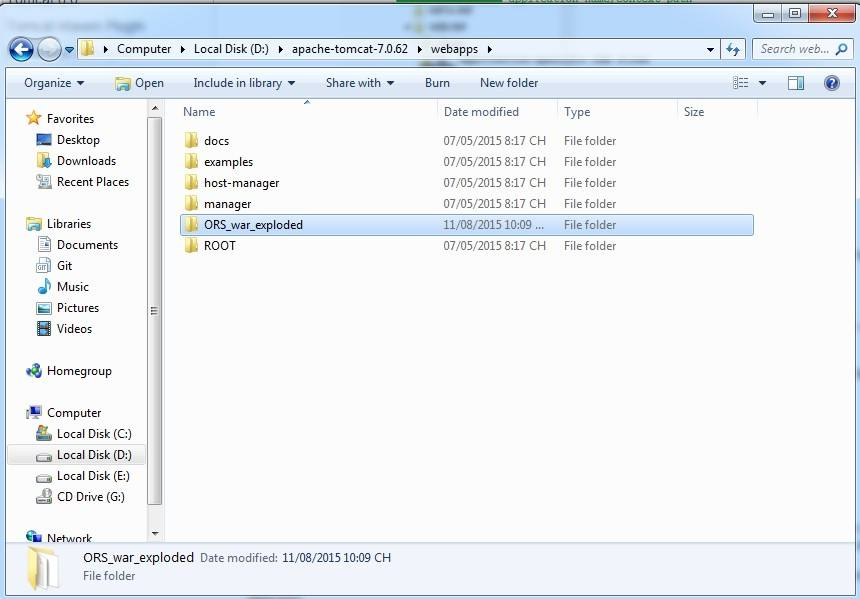 application name/context path
Computer Local Disk (D:) apache-tomcat-7.0.62 webapps Search web...
Organize Open Include in library Share with Burn New folder
Favorites
Desktop
Downloads
Recent Places
Libraries
Documents
Git
Music
Pictures
Videos
Homegroup
Computer
Local Disk (C:)
Local Disk (D:)
Local Disk (E:)
CD Drive (G:)
Network
Name Date modified Type Size
docs 07/05/2015 8:17 CH File folder
examples 07/05/2015 8:17 CH File folder
host-manager 07/05/2015 8:17 CH File folder
manager 07/05/2015 8:17 CH File folder
ORS_war_exploded 11/08/2015 10:09 ... File folder
ROOT 07/05/2015 8:17 CH File folder
ORS_war_exploded Date modified: 11/08/2015 10:09 CH
File folder